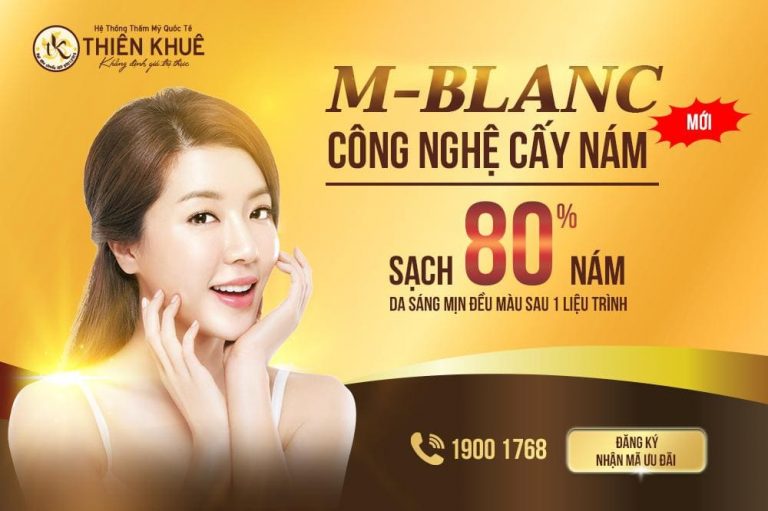 Hệ Thống Thẩm Mỹ Quốc Tế
THIÊN KHUÊ
Khẳng định giá trị thực
M-BLANC
CÔNG NGHỆ CẤY NÁM
MỚI
SẠCH 80% NÁM
DA SÁNG MỊN ĐỀU MÀU SAU 1 LIỆU TRÌNH
1900 1768
ĐĂNG KÝ
NHẬN MÃ ƯU ĐÃI